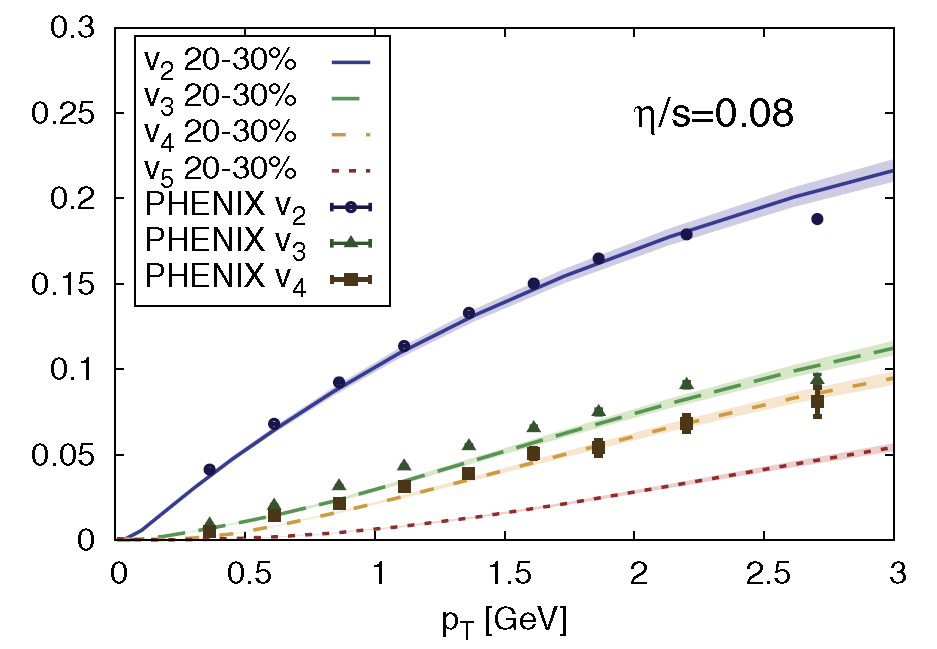 0.3
0.25
0.2
0.15
0.1
0.05
0
v₂ 20-30%
v₃ 20-30%
v₄ 20-30%
v₅ 20-30%
PHENIX v₂
PHENIX v₃
PHENIX v₄
η/s=0.08
0 0.5 1 1.5 2 2.5 3
p_T [GeV]